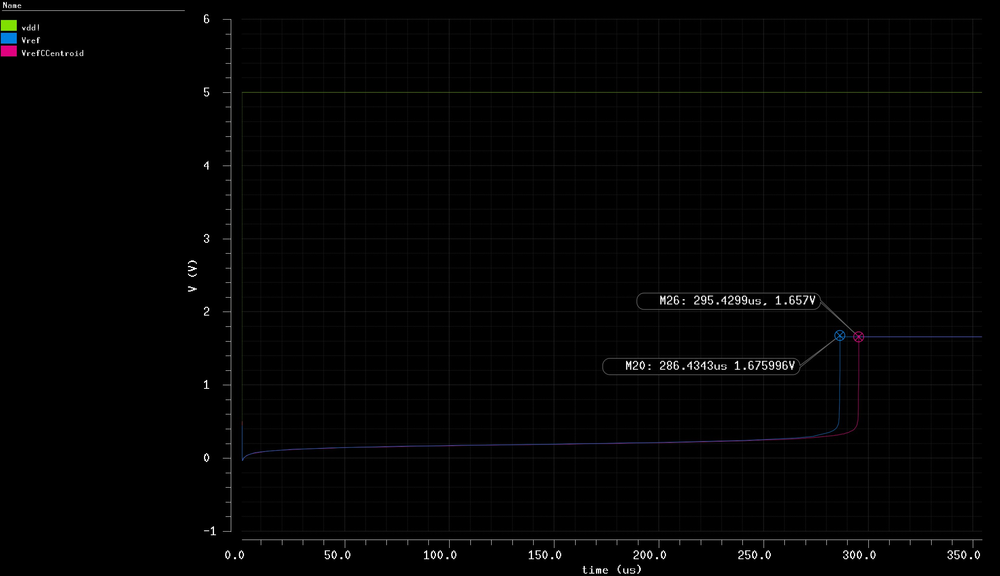 Name
vdd!
Vref
VrefCCentroid
6
5
4
3
2
1
0
-1
V (V)
M26: 295.4299us, 1.657V
M20: 286.4343us 1.675996V
0.0 50.0 100.0 150.0 200.0 250.0 300.0 350.0
time (us)